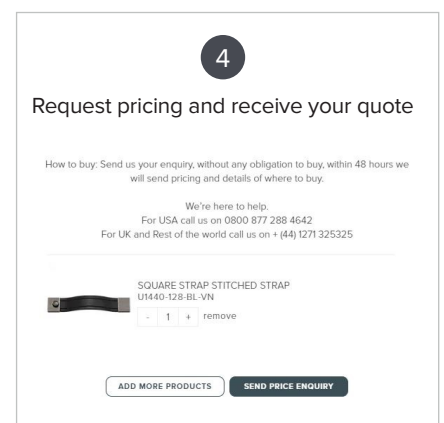 4
Request pricing and receive your quote
How to buy: Send us your enquiry, without any obligation to buy, within 48 hours we
will send pricing and details of where to buy.
We're here to help.
For USA call us on 0800 877 288 4642
For UK and Rest of the world call us on + (44) 1271 325325
SQUARE STRAP STITCHED STRAP
U1440-128-BL-VN
- 1 + remove
ADD MORE PRODUCTS SEND PRICE ENQUIRY